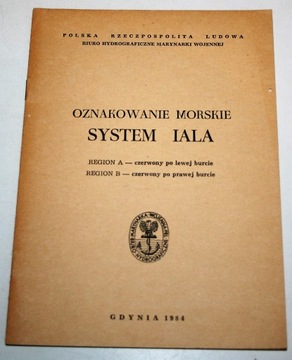 POLSKA RZECZPOSPOLITA LUDOWA
BIURO HYDROGRAFICZNE MARYNARKI WOJENNEJ
OZNAKOWANIE MORSKIE
SYSTEM IALA
REGION A — czerwony po lewej burcie
REGION B — czerwony po prawej burcie
GDYNIA 1984